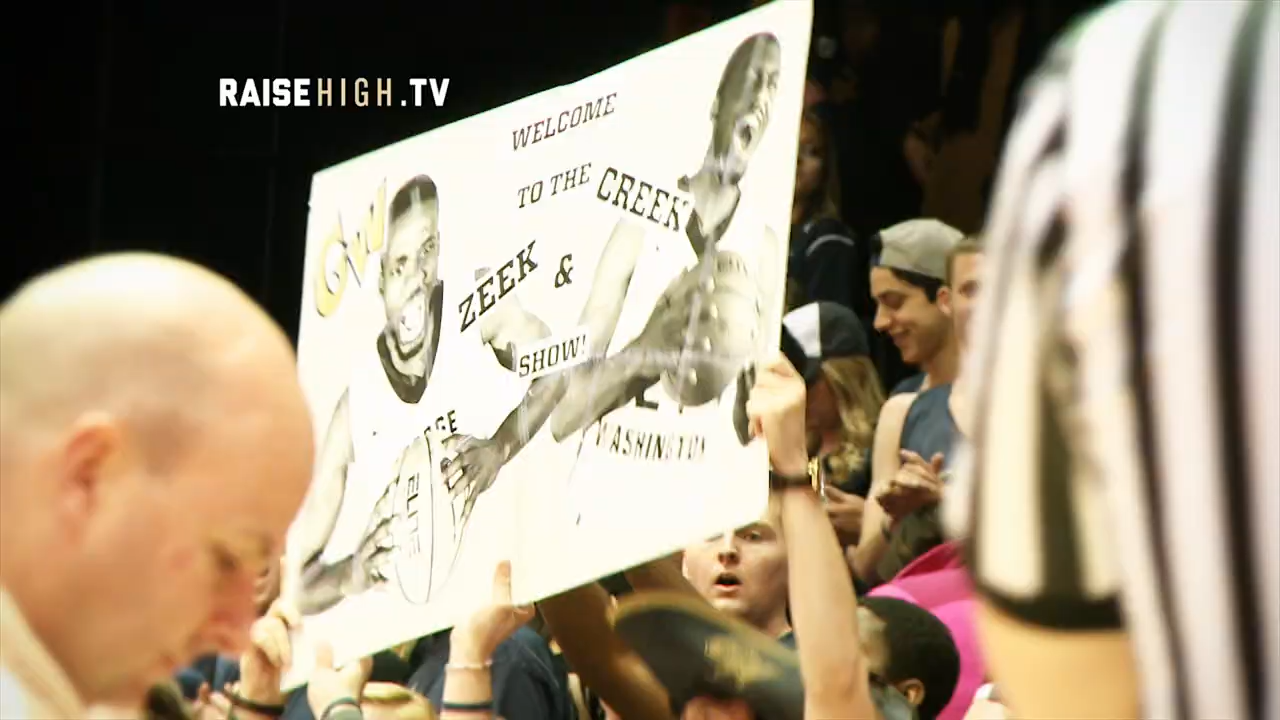 RAISEHIGH.TV
WELCOME
TO THE CREEK
GW
ZEEK &
SHOW!
WASHINGTON
ELITE